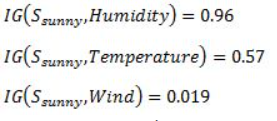 IG(S_sunny,Humidity) = 0.96
IG(S_sunny,Temperature) = 0.57
IG(S_sunny,Wind) = 0.019